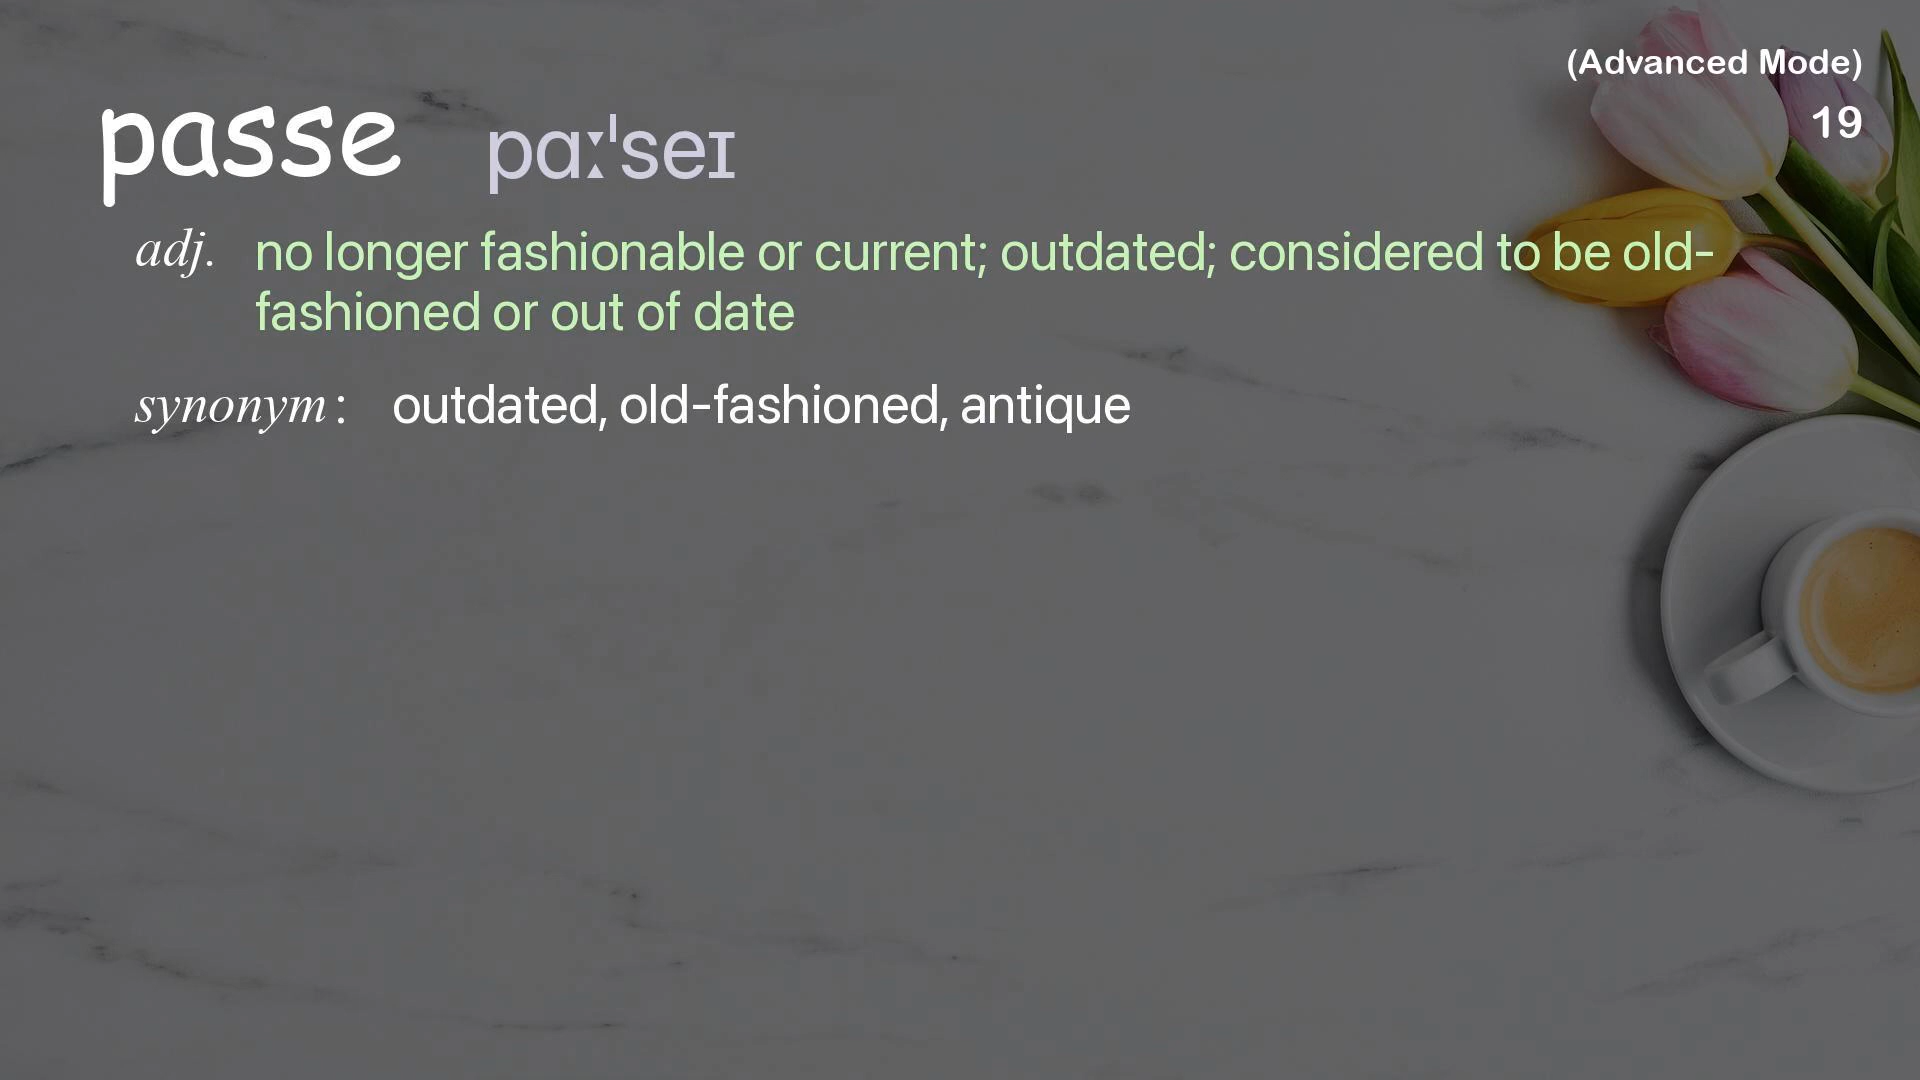 (Advanced Mode)
19
passe pɑːˈseɪ
adj. no longer fashionable or current; outdated; considered to be old-
fashioned or out of date
synonym: outdated, old-fashioned, antique